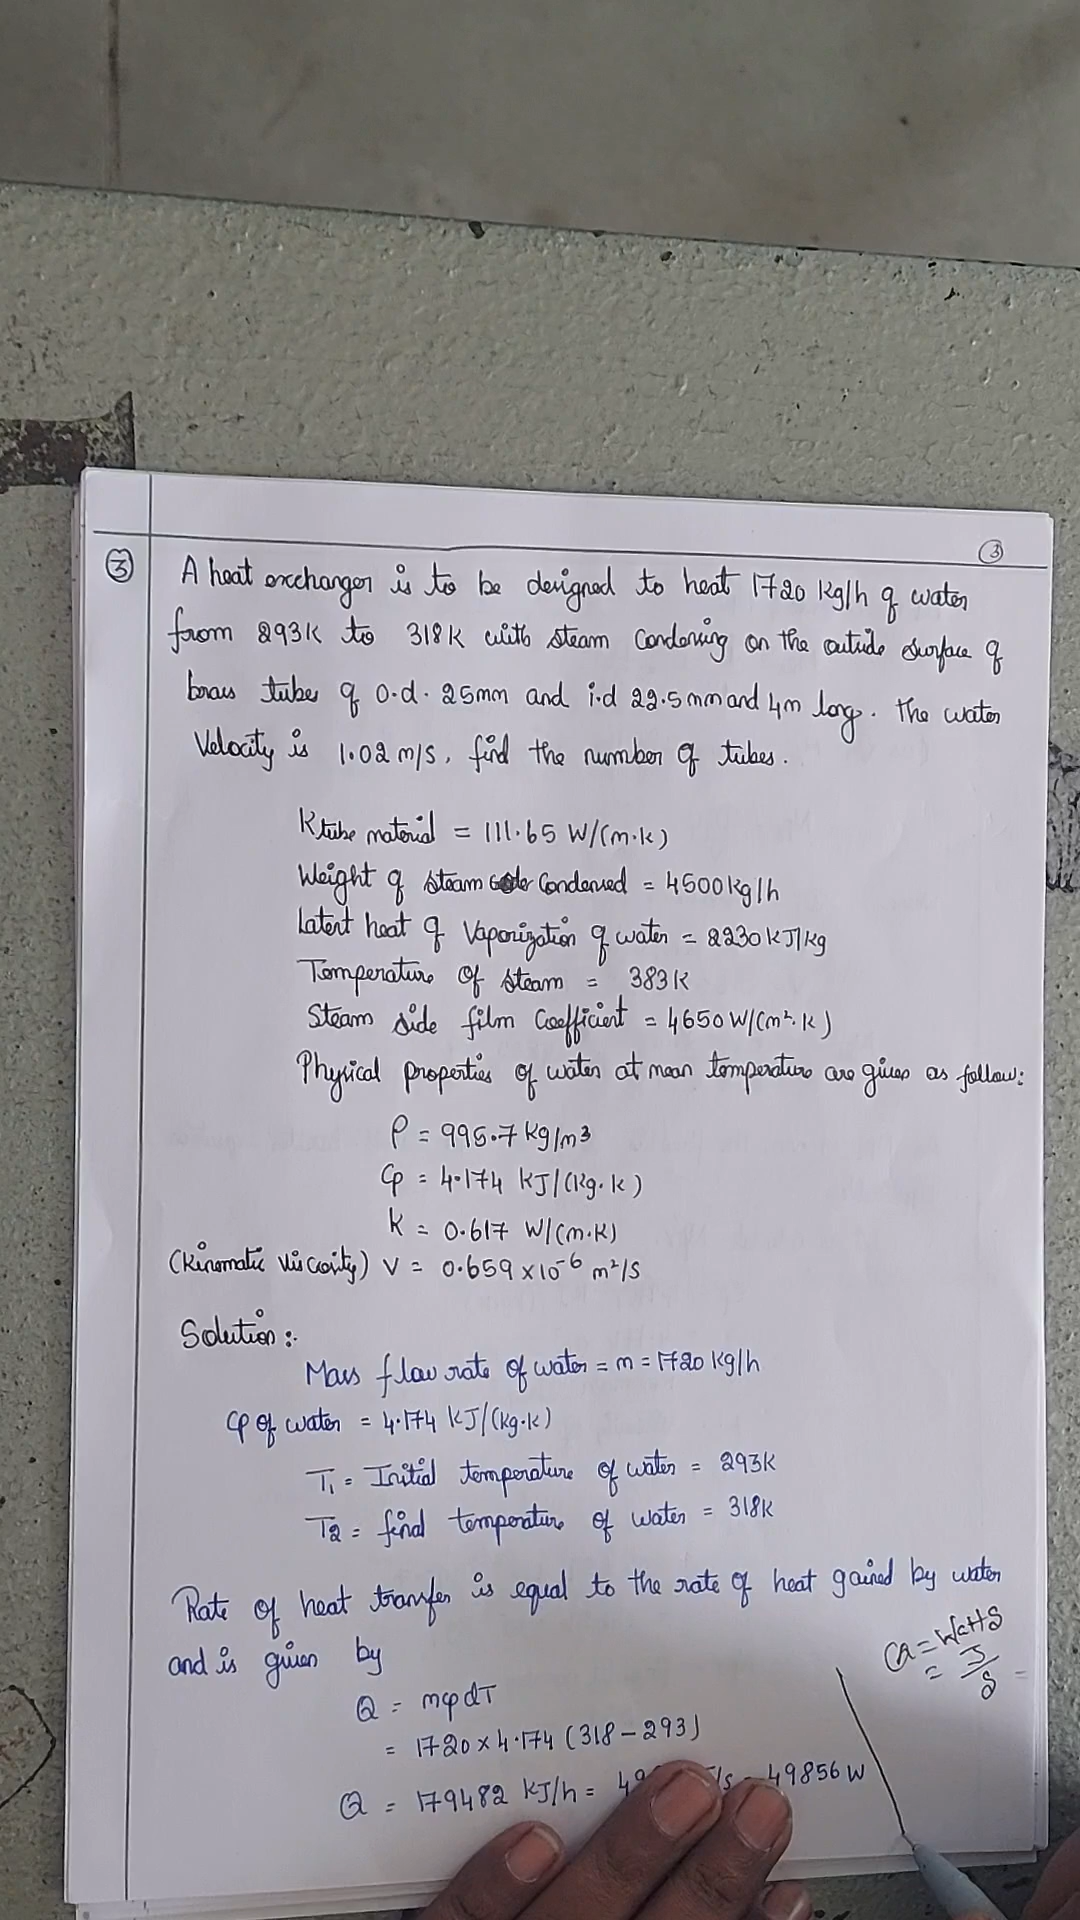 ③
③ A heat exchanger is to be designed to heat 1720 kg/h of water
from 293K to 318K with steam condensing on the outside surface of
brass tubes of o.d. 25mm and i.d 22.5mm and 4m long. The water
Velocity is 1.02 m/s. find the number of tubes.
K tube material = 111.65 W/(m.k)
Weight of steam Condensed = 4500kg/h
Latent heat of Vaporization of water = 2230 kJ/kg
Temperature of steam = 383K
Steam side film Coefficient = 4650 W/(m².k)
Physical properties of water at mean temperature are given as follow:
ρ = 995.7 kg/m3
Cp = 4.174 KJ/(kg.k)
K = 0.617 W/(m.K)
(Kinematic Viscosity) V = 0.659 x 10-6 m²/s
Solution :-
Mass flow rate of water = m = 1720 kg/h
Cp of water = 4.174 KJ/(kg.k)
T1 = Initial temperature of water = 293K
T2 = final temperature of water = 318K
Rate of heat transfer is equal to the rate of heat gained by water
and is given by
Q = Watts
= J/S =
Q = mcpdT
= 1720 x 4.174 (318-293)
Q = 179482 KJ/h = 49 /s = 49856 W